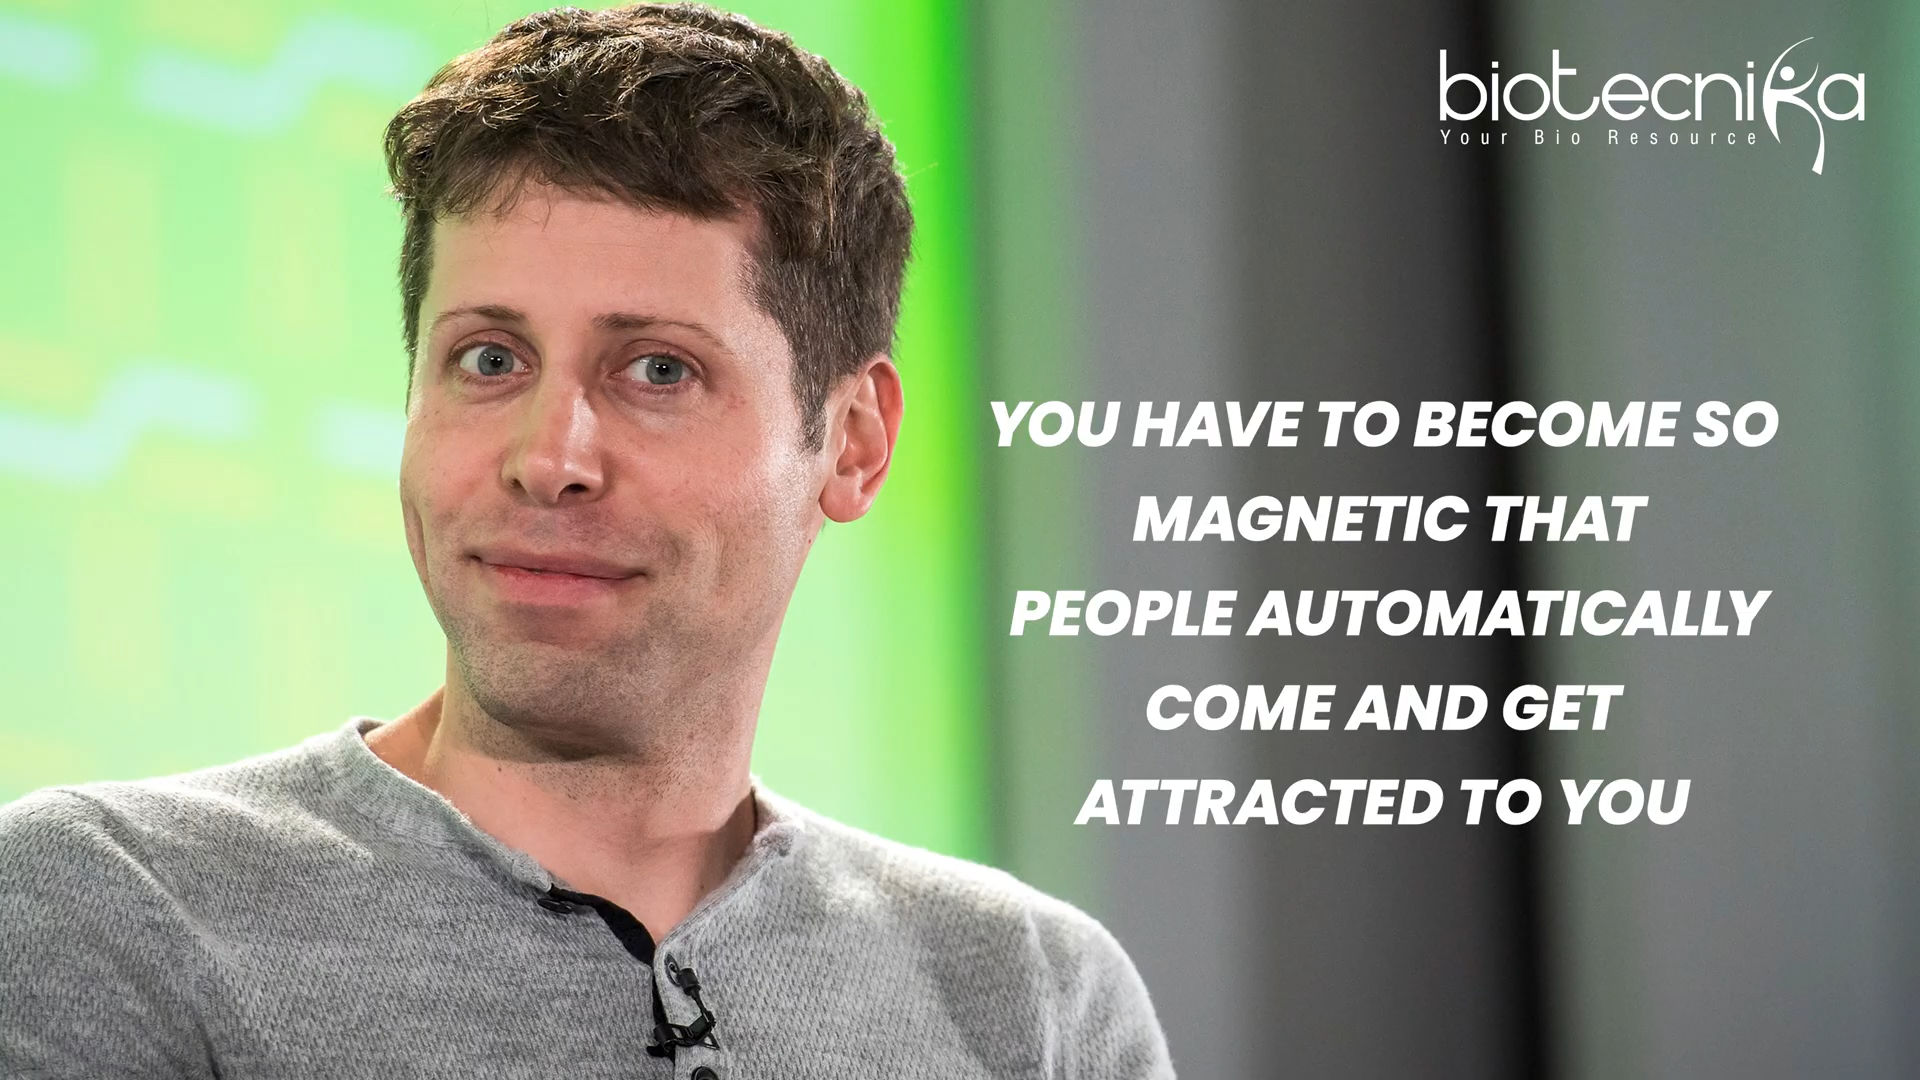 biotecnika
Your Bio Resource
YOU HAVE TO BECOME SO
MAGNETIC THAT
PEOPLE AUTOMATICALLY
COME AND GET
ATTRACTED TO YOU